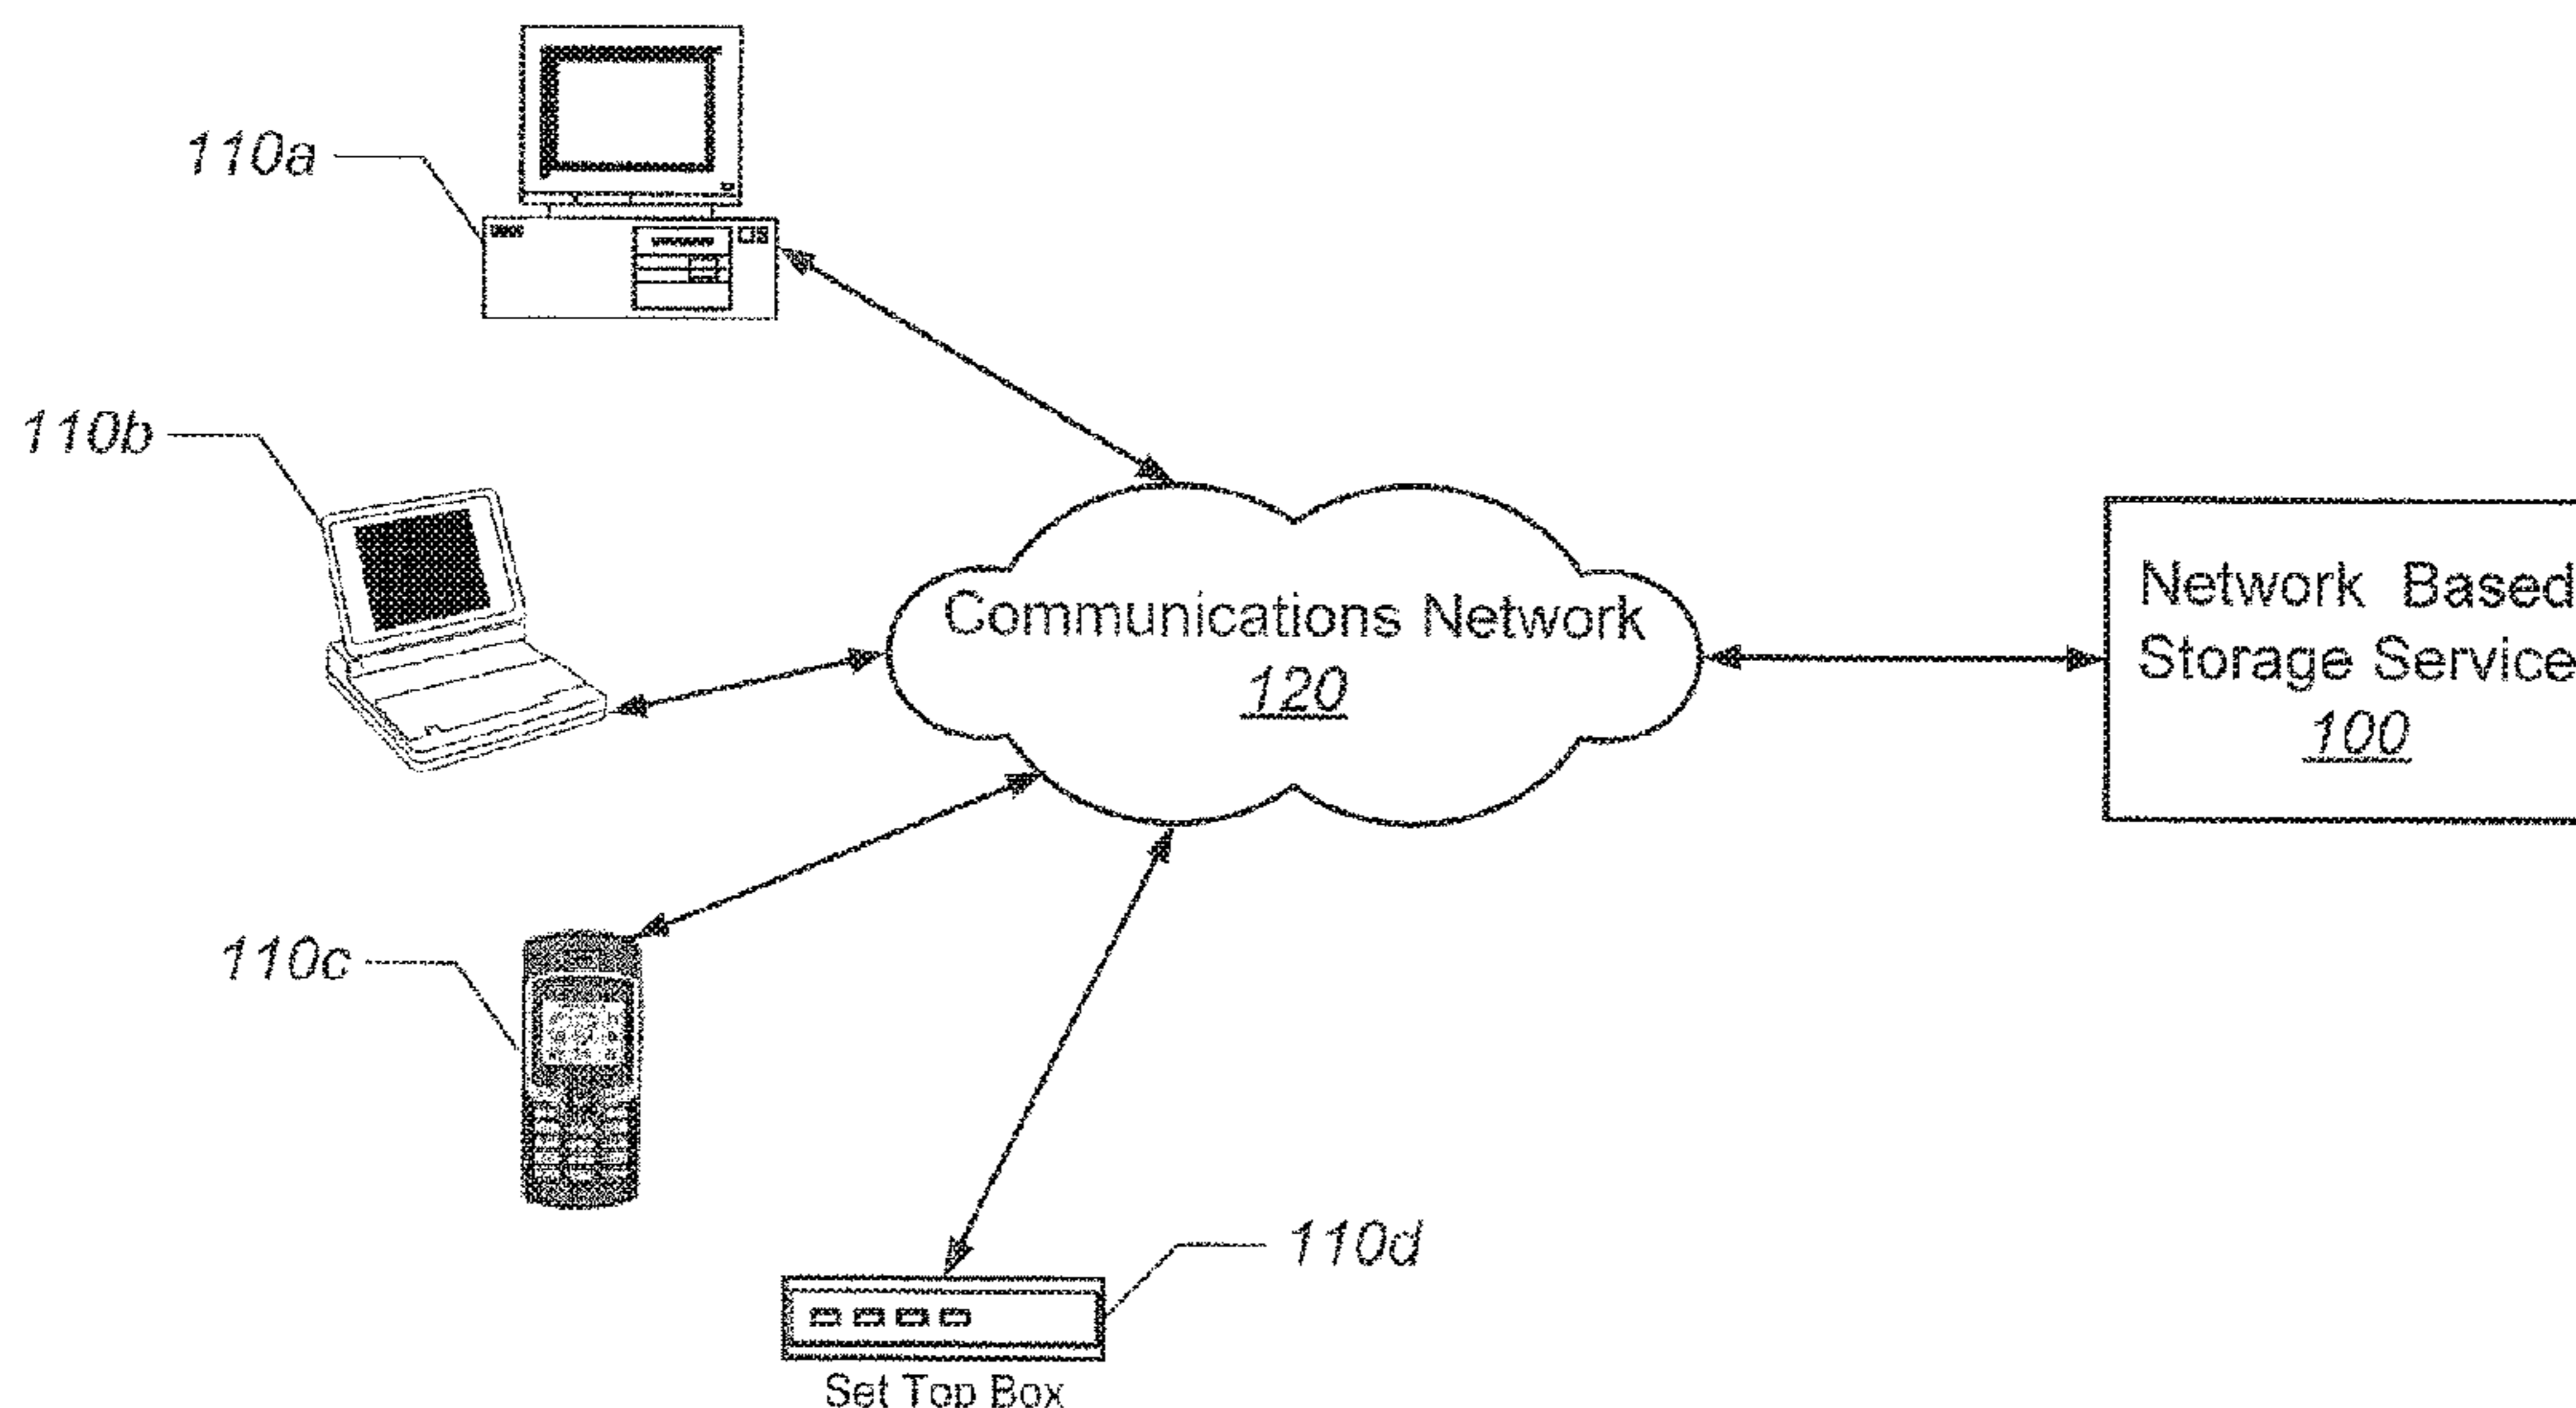 110a
110b
Communications Network
120
Network Based
Storage Service
100
110c
110d
Set Top Box